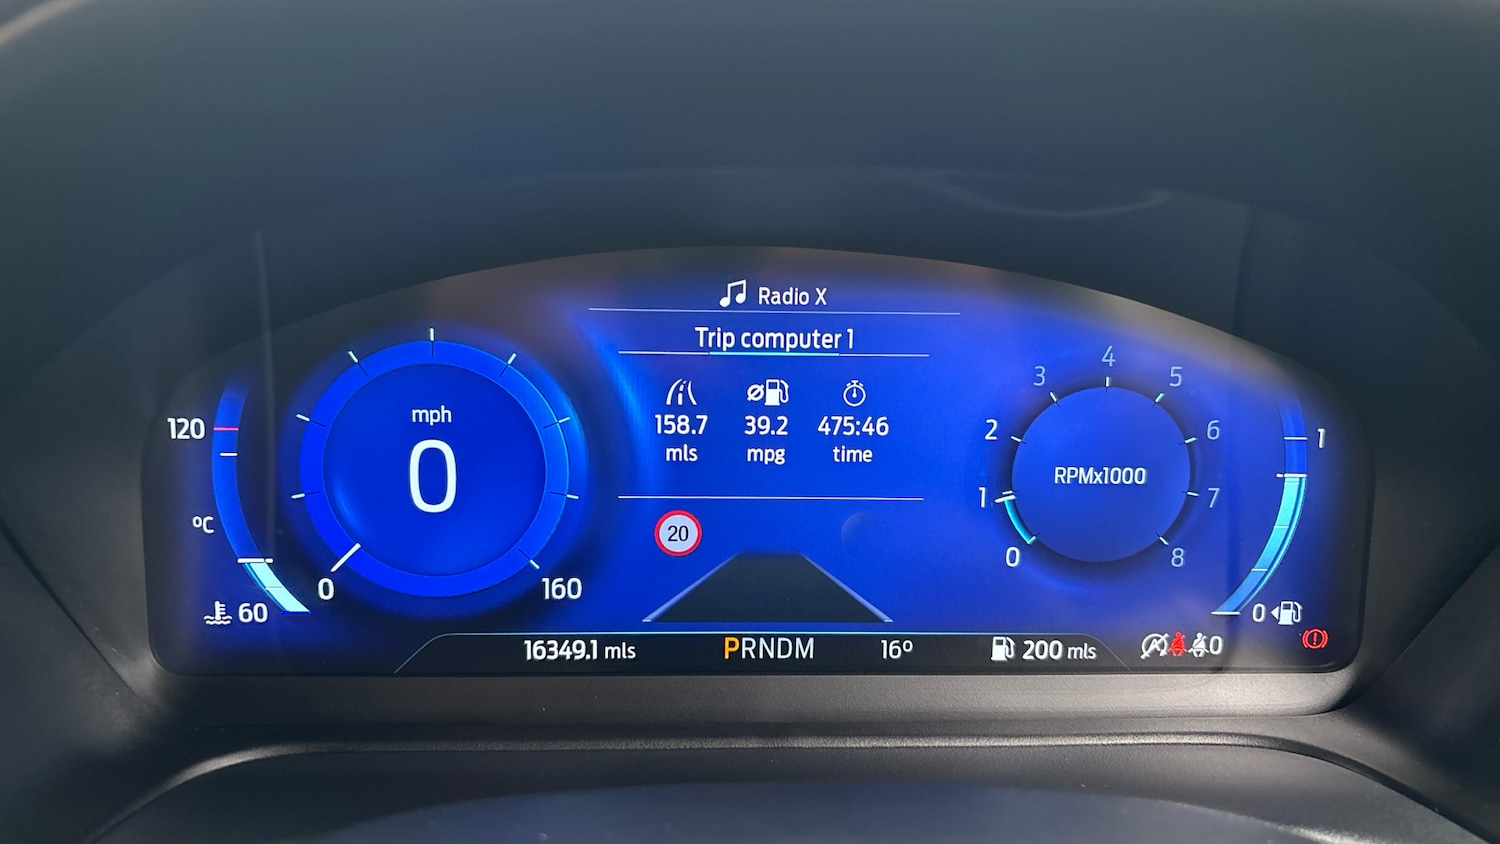 Radio X
Trip computer 1
158.7 39.2 475:46
mls mpg time
120
ºC
60
mph
0
0
160
20
0
1
2
3
4
5
6
7
8
RPMx1000
1
0
16349.1 mls
PRNDM
16º
200 mls
0